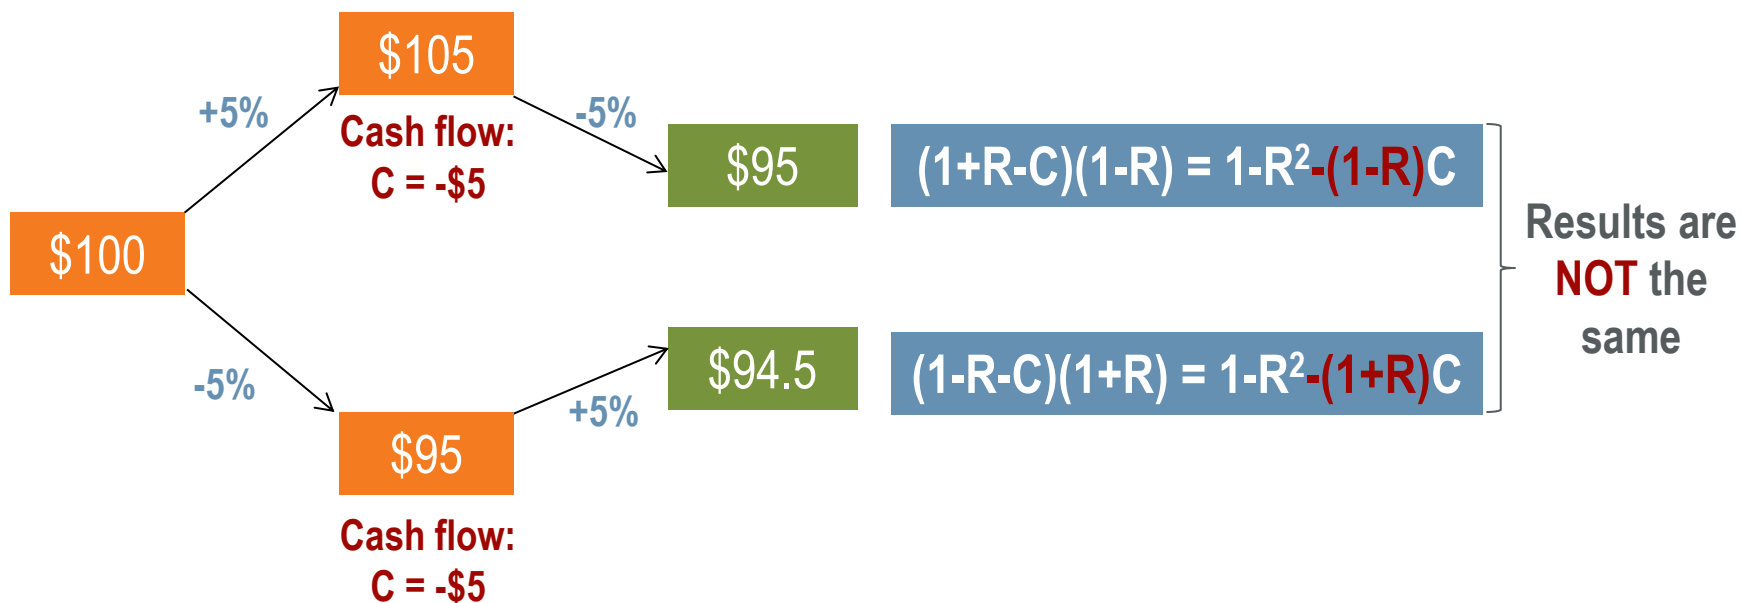 $105
+5%
-5%
Cash flow:
C = -$5
$95
(1+R-C)(1-R) = 1-R²-(1-R)C
$100
Results are
NOT the
same
-5%
$94.5
(1-R-C)(1+R) = 1-R²-(1+R)C
+5%
$95
Cash flow:
C = -$5